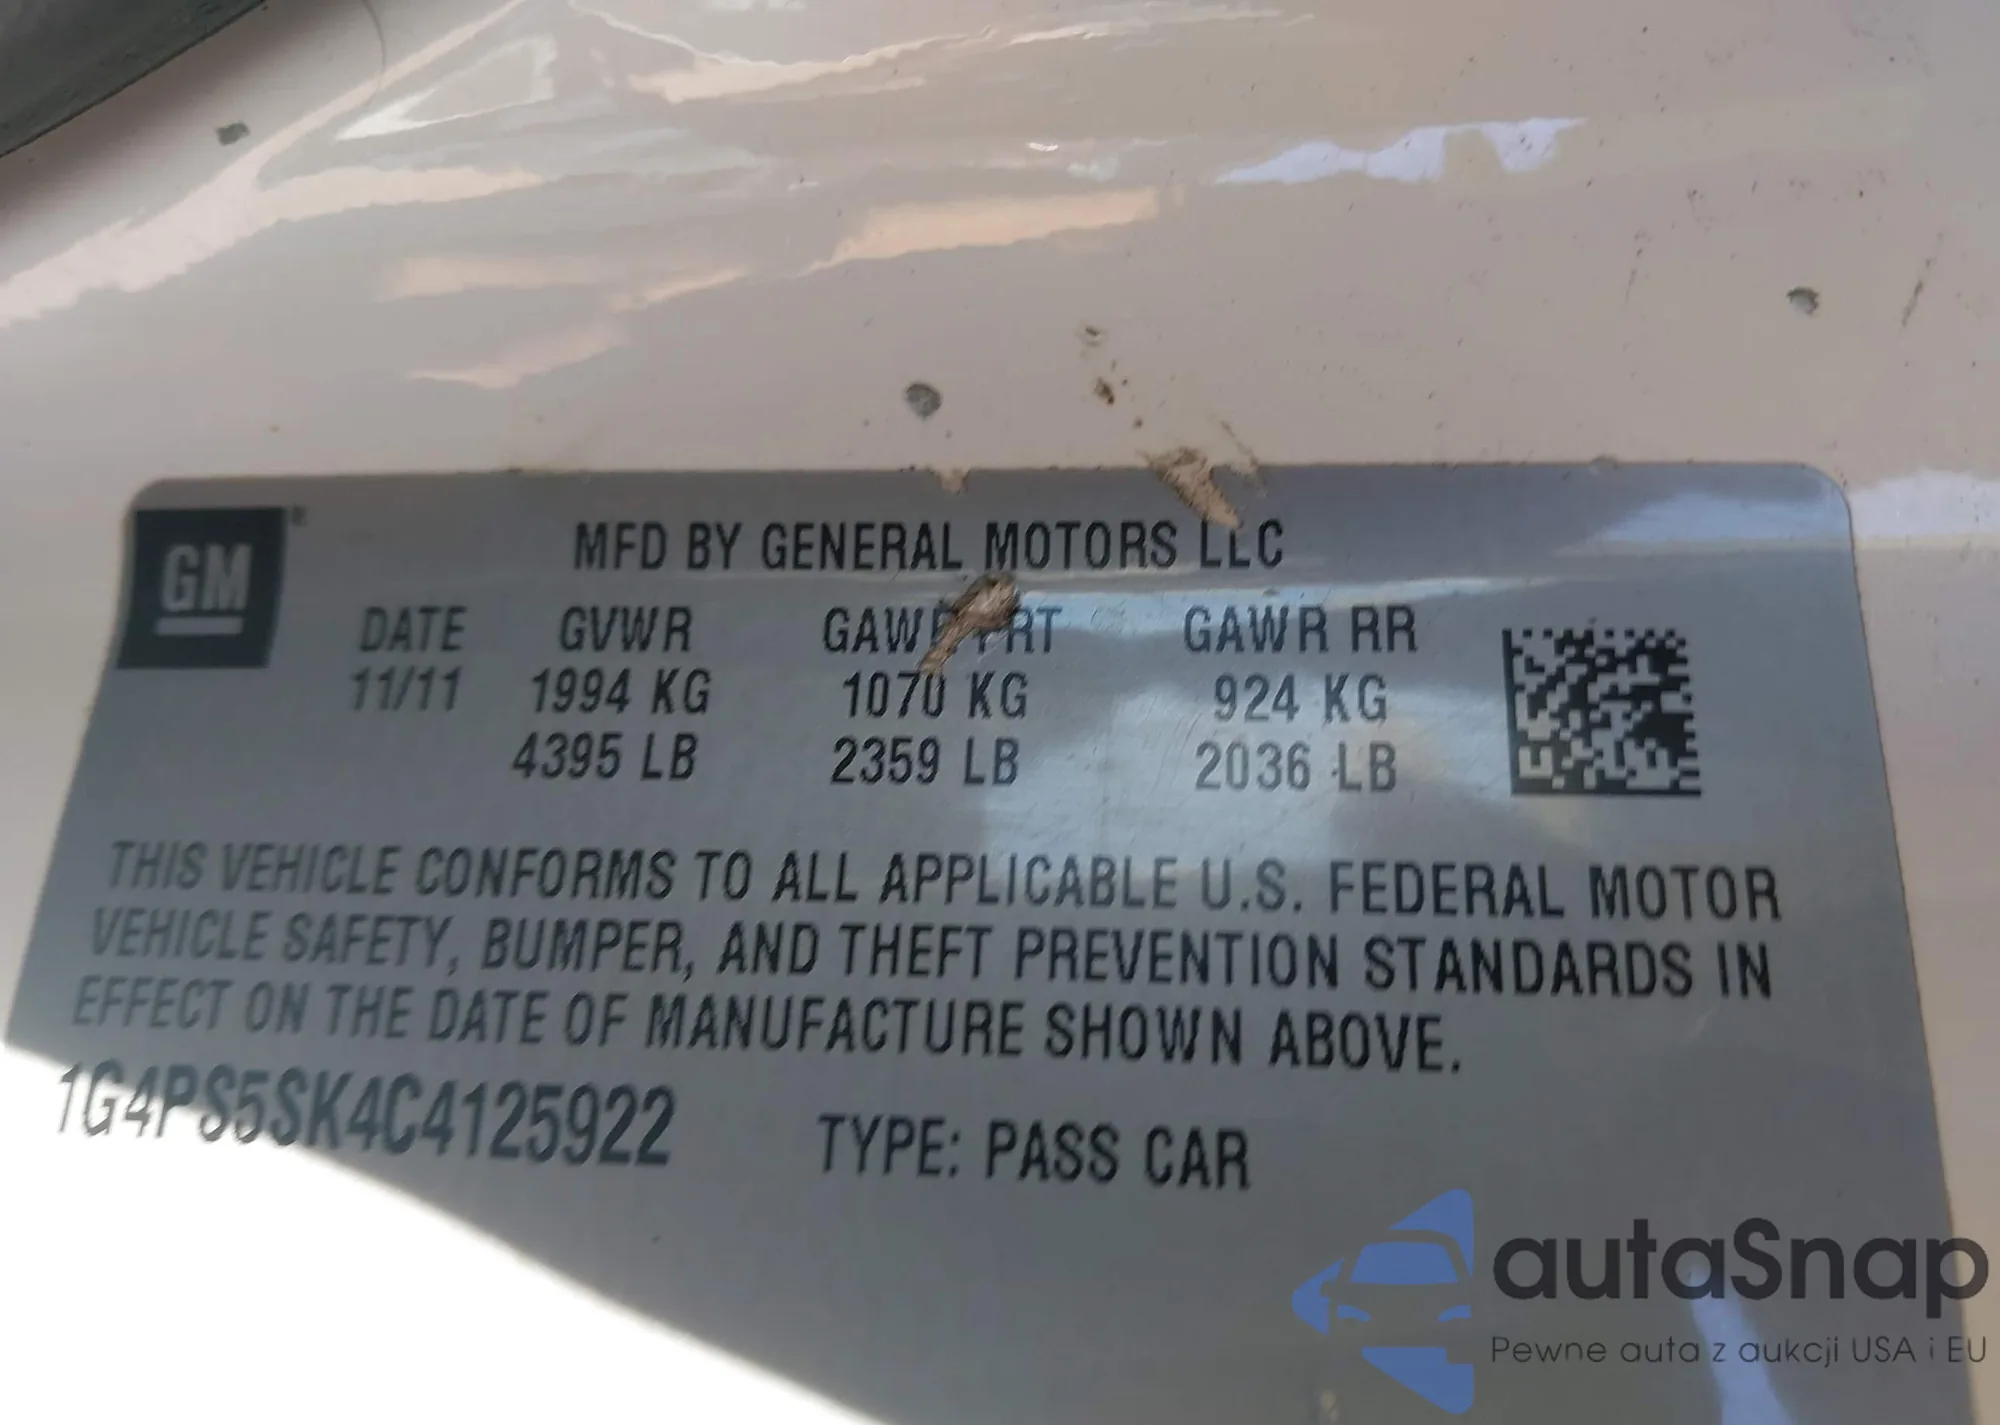 GM
MFD BY GENERAL MOTORS LLC
DATE GVWR GAWR FRT GAWR RR
11/11 1994 KG 1070 KG 924 KG
4395 LB 2359 LB 2036 LB
THIS VEHICLE CONFORMS TO ALL APPLICABLE U.S. FEDERAL MOTOR
VEHICLE SAFETY, BUMPER, AND THEFT PREVENTION STANDARDS IN
EFFECT ON THE DATE OF MANUFACTURE SHOWN ABOVE.
1G4PS5SK4C4125922 TYPE: PASS CAR
autaSnap
Pewne auta z aukcji USA i EU